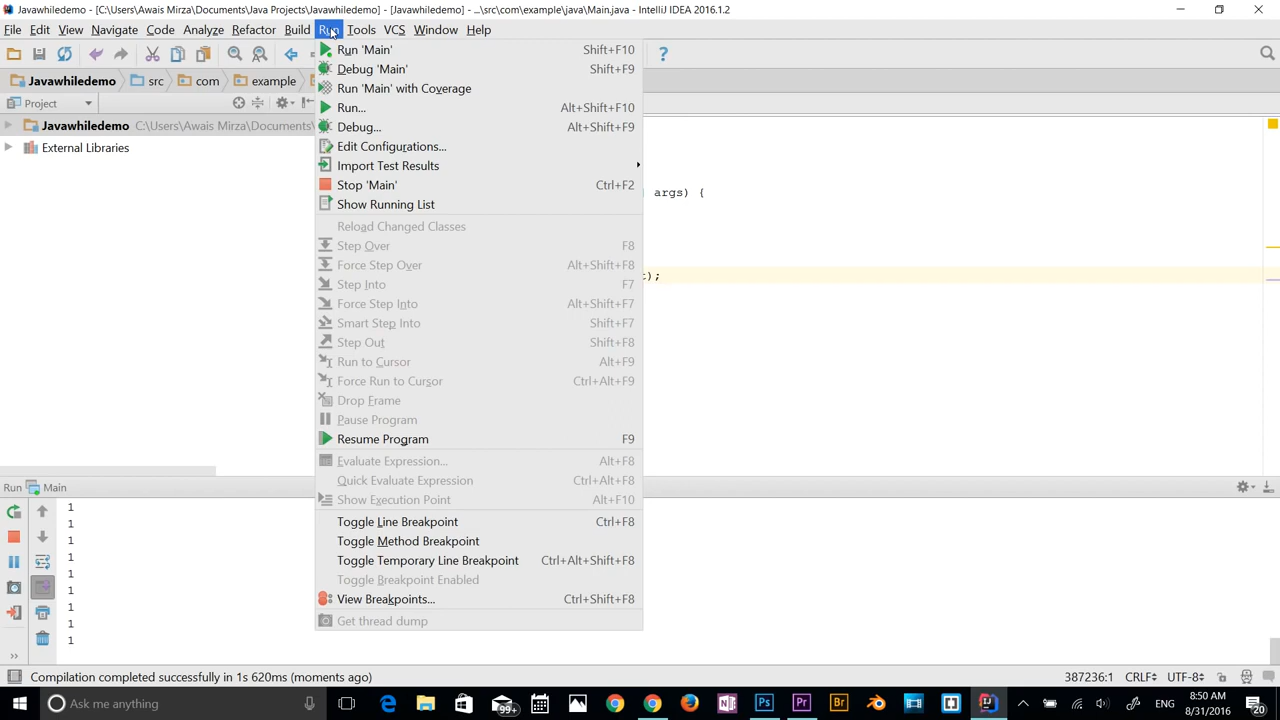 Javawhiledemo - [C:\Users\Awais Mirza\Documents\Java Projects\Javawhiledemo] - [Javawhiledemo] - ...\src\com\example\java\Main.java - IntelliJ IDEA 2016.1.2
File Edit View Navigate Code Analyze Refactor Build Run Tools VCS Window Help
Javawhiledemo src com example
Project
Javawhiledemo C:\Users\Awais Mirza\Documents\
External Libraries
Run 'Main' Shift+F10
Debug 'Main' Shift+F9
Run 'Main' with Coverage
Run... Alt+Shift+F10
Debug... Alt+Shift+F9
Edit Configurations...
Import Test Results
Stop 'Main' Ctrl+F2
Show Running List
Reload Changed Classes
Step Over F8
Force Step Over Alt+Shift+F8
Step Into F7
Force Step Into Alt+Shift+F7
Smart Step Into Shift+F7
Step Out Shift+F8
Run to Cursor Alt+F9
Force Run to Cursor Ctrl+Alt+F9
Drop Frame
Pause Program
Resume Program F9
Evaluate Expression... Alt+F8
Quick Evaluate Expression Ctrl+Alt+F8
Show Execution Point Alt+F10
Toggle Line Breakpoint Ctrl+F8
Toggle Method Breakpoint
Toggle Temporary Line Breakpoint Ctrl+Alt+Shift+F8
Toggle Breakpoint Enabled
View Breakpoints... Ctrl+Shift+F8
Get thread dump
args) {
);
Run Main
1
1
1
1
1
1
1
1
1
Compilation completed successfully in 1s 620ms (moments ago) 387236:1 CRLF UTF-8
Ask me anything 99+ N Ps Pr Br ENG 8:50 AM
8/31/2016 20